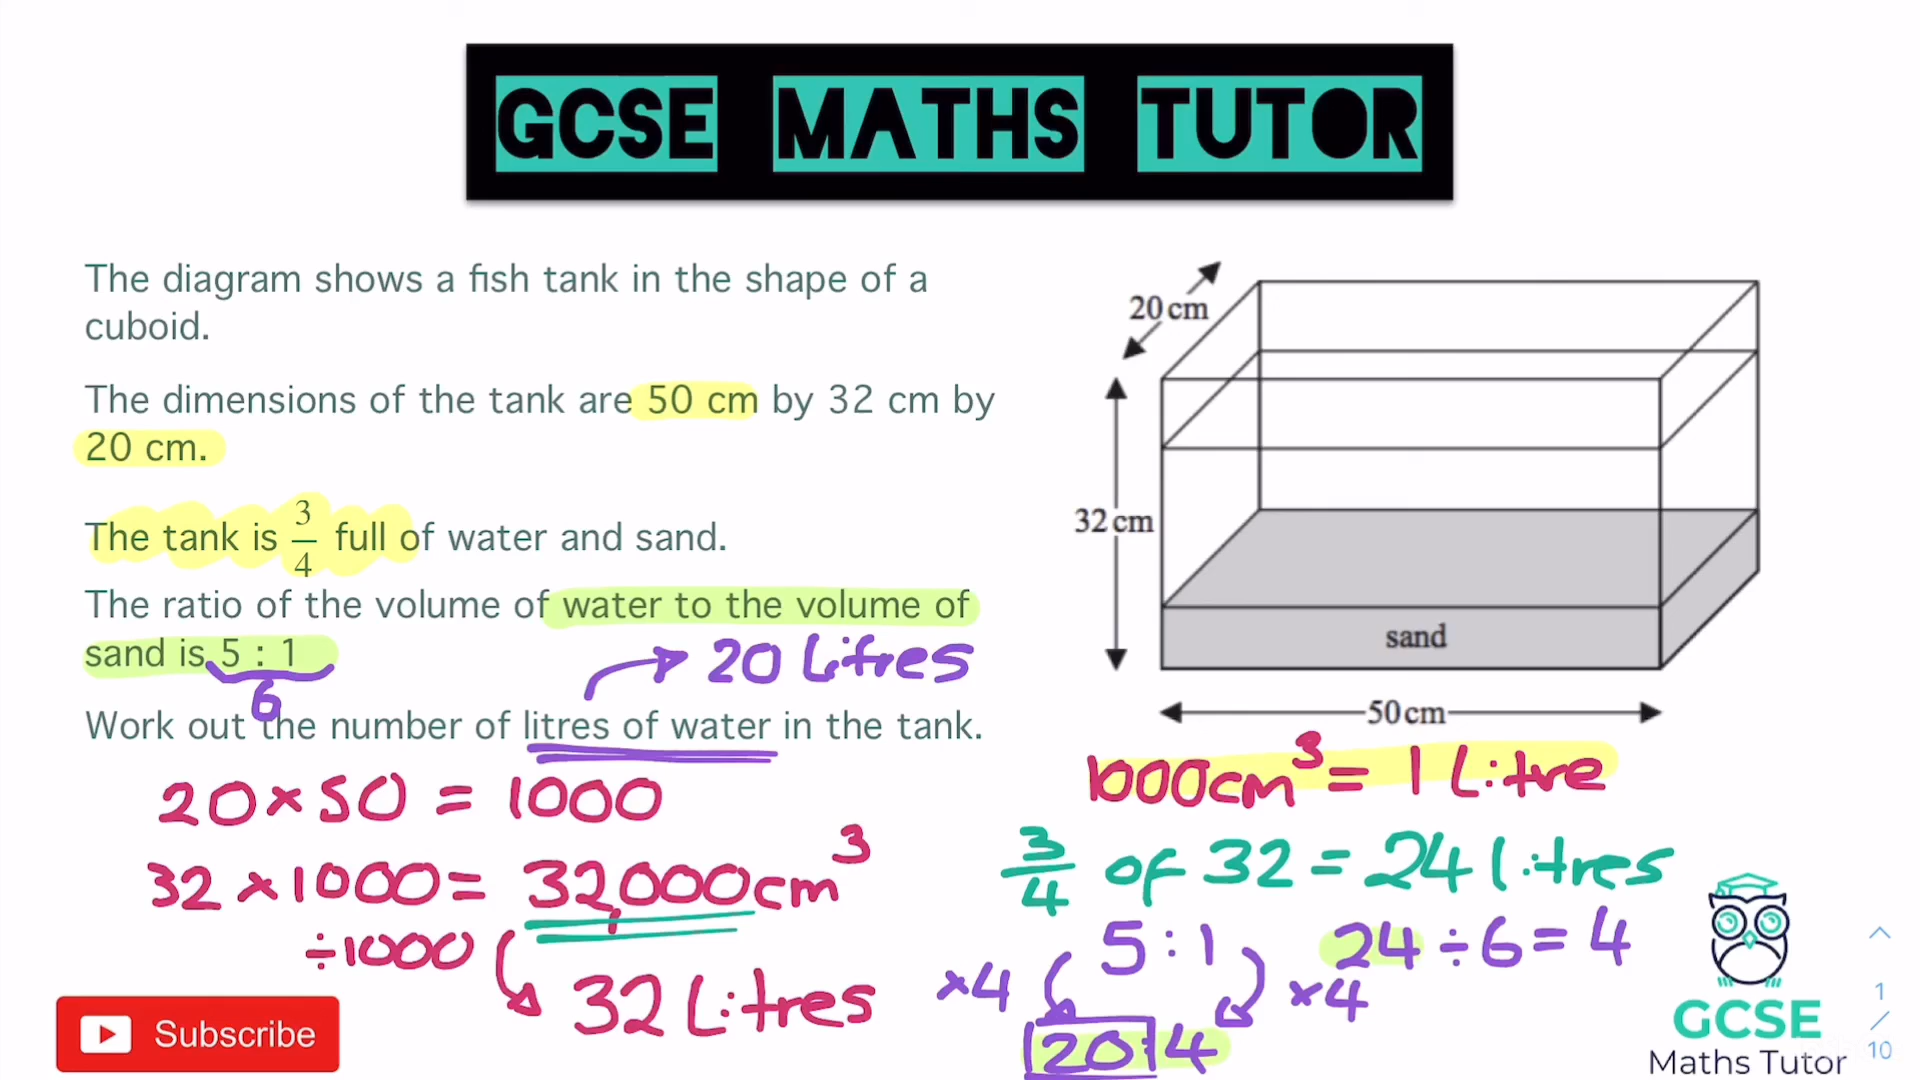 GCSE MATHS TUTOR
The diagram shows a fish tank in the shape of a
cuboid.
The dimensions of the tank are 50 cm by 32 cm by
20 cm.
The tank is 3/4 full of water and sand.
The ratio of the volume of water to the volume of
sand is 5 : 1
6
20 Litres
Work out the number of litres of water in the tank.
20 cm
32 cm
sand
50 cm
20 × 50 = 1000
32 × 1000 = 32,000cm³
÷1000
32 Litres
1000cm³ = 1 Litre
3/4 of 32 = 24 Litres
5 : 1
24 ÷ 6 = 4
×4
×4
20 : 4
Subscribe
GCSE
Maths Tutor
1
/
10